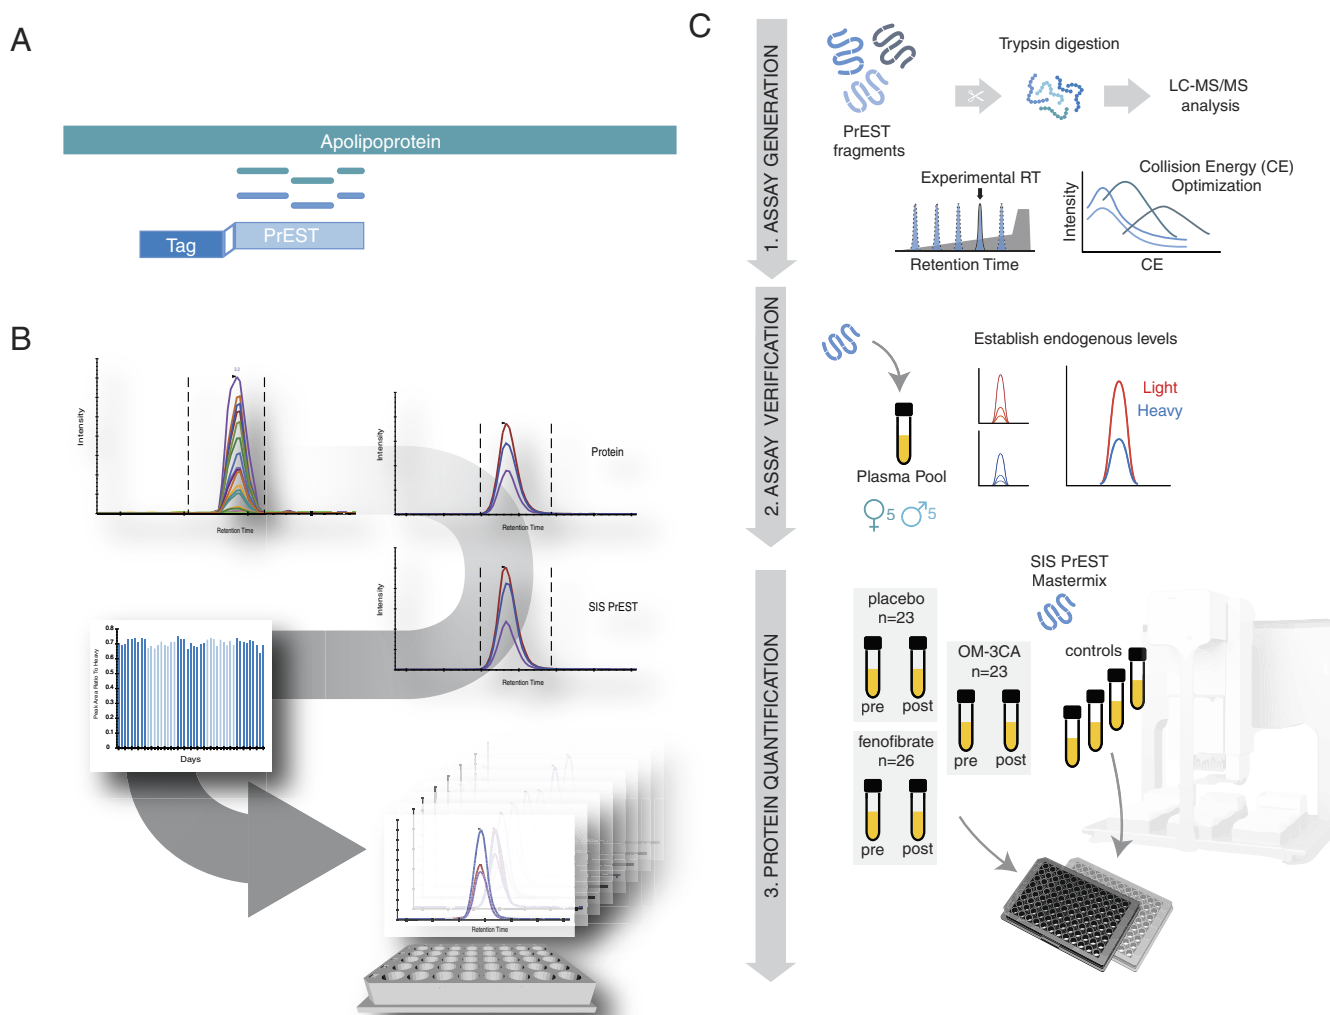 A
Apolipoprotein
PrEST
Tag
B
Intensity
Retention Time
Intensity
Protein
Retention Time
Intensity
SIS PrEST
Retention Time
Peak Area Ratio To Heavy
0.8
0.7
0.6
0.5
0.4
0.3
0.2
0.1
0
Days
Retention Time
C
1. ASSAY GENERATION
PrEST
fragments
Trypsin digestion
LC-MS/MS
analysis
Experimental RT
Retention Time
Collision Energy (CE)
Optimization
Intensity
CE
2. ASSAY VERIFICATION
Plasma Pool
♀5 ♂5
Establish endogenous levels
Light
Heavy
3. PROTEIN QUANTIFICATION
SIS PrEST
Mastermix
placebo
n=23
pre post
OM-3CA
n=23
pre post
controls
fenofibrate
n=26
pre post